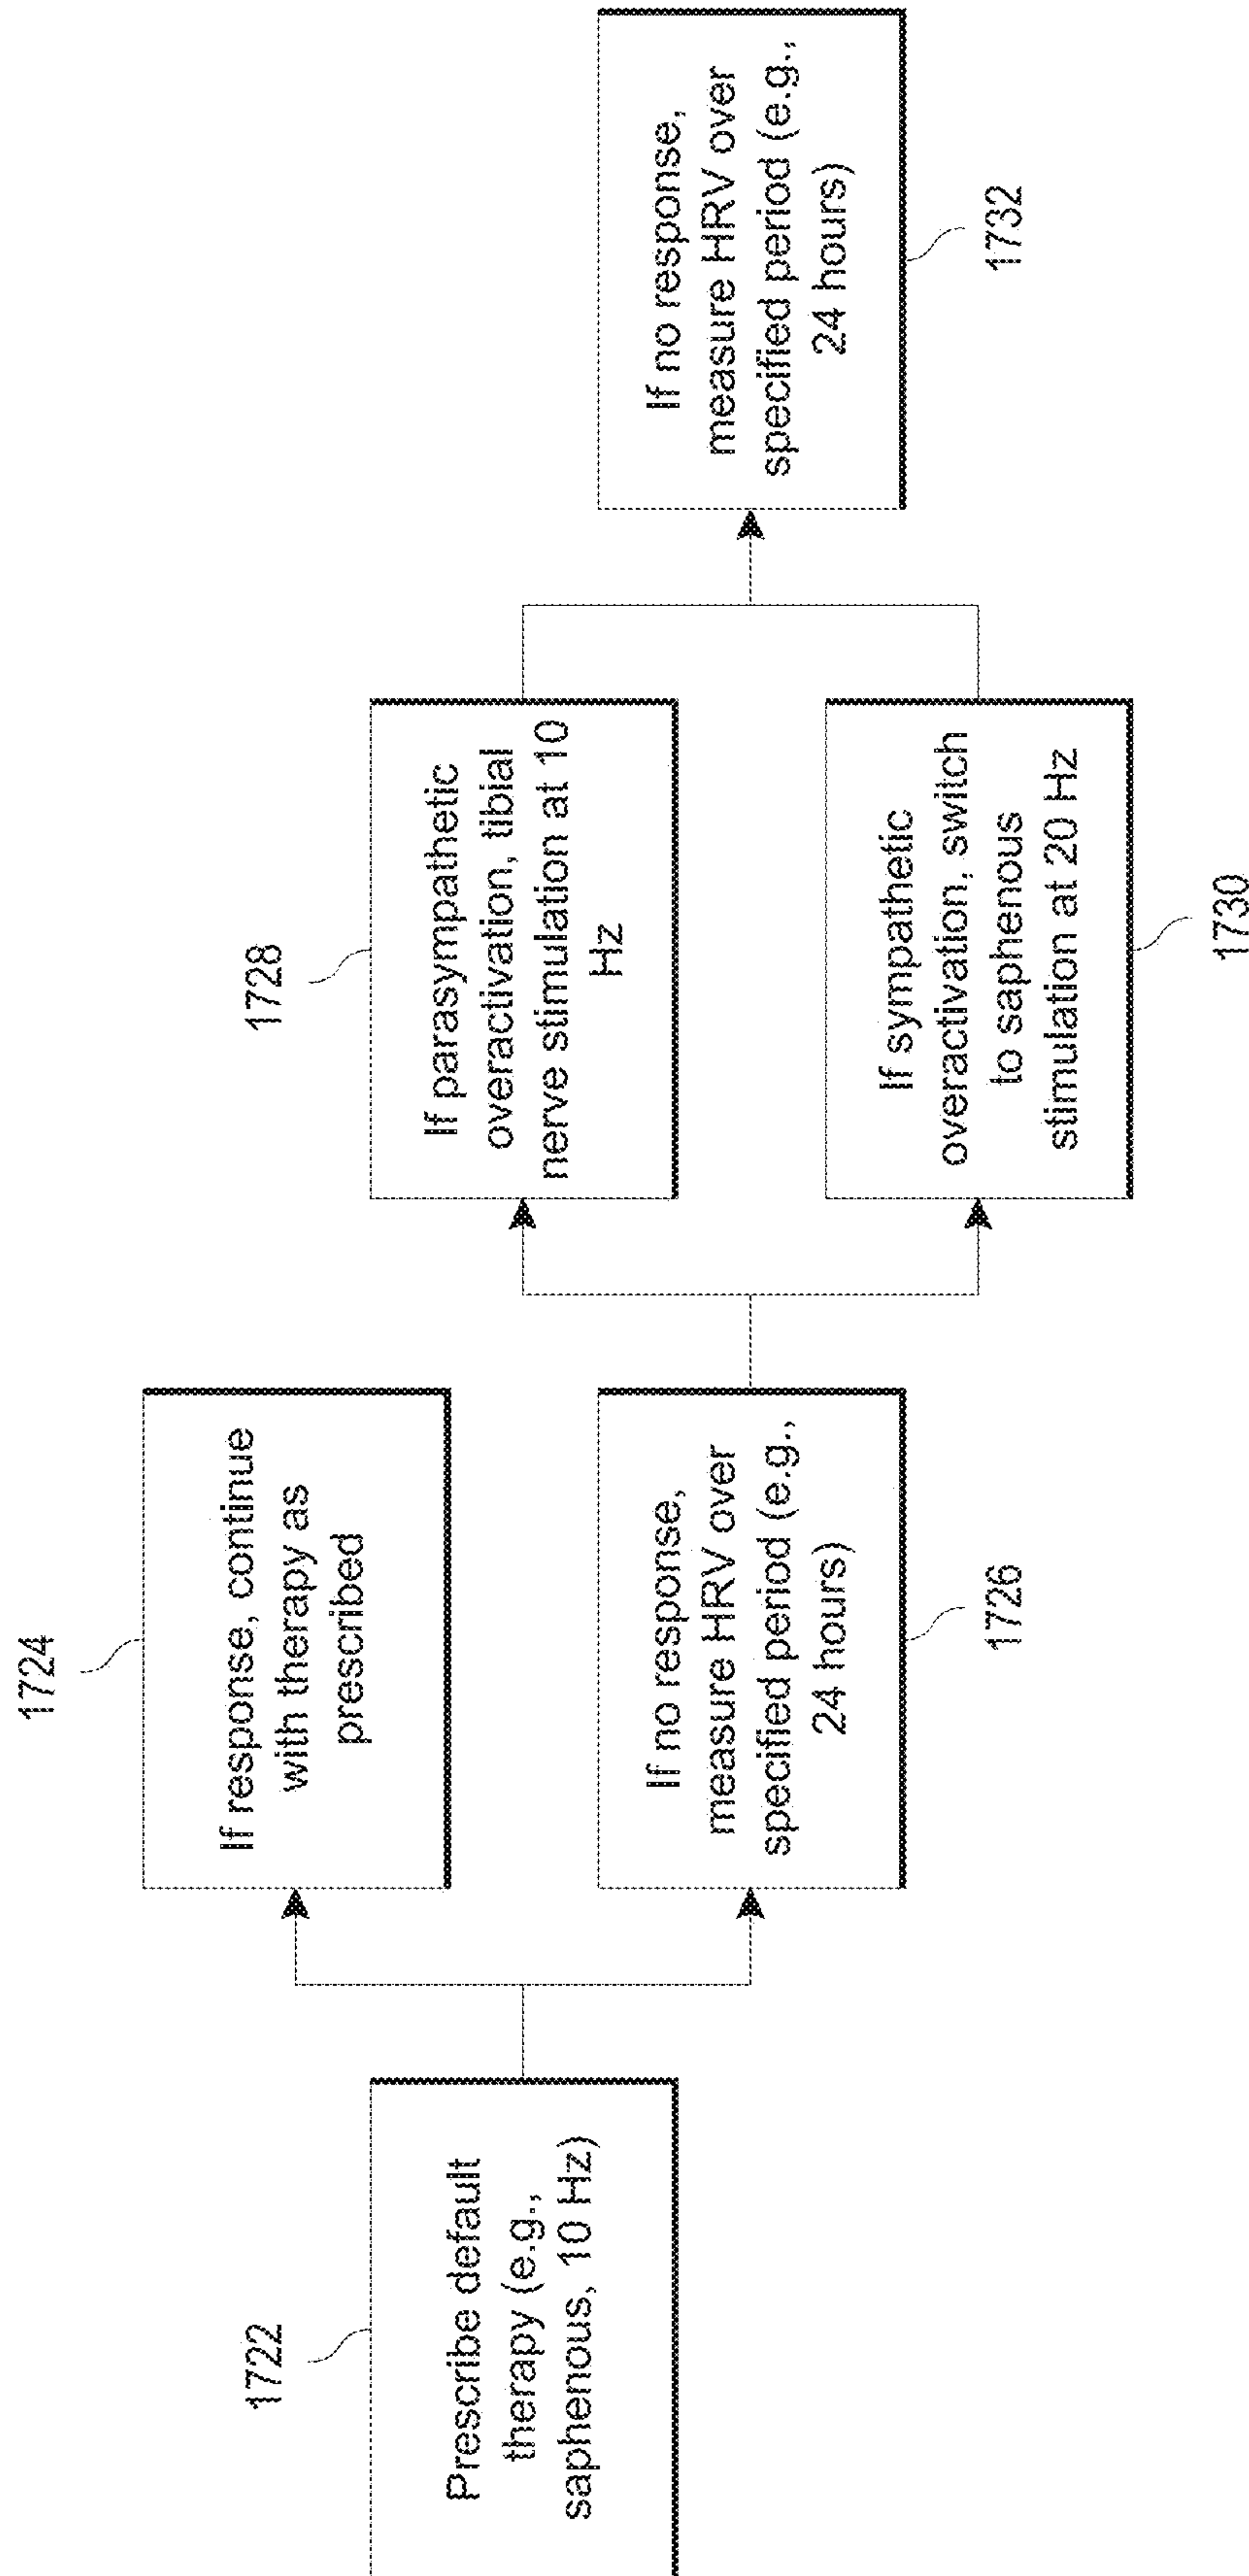 1722
Prescribe default
therapy (e.g.,
saphenous, 10 Hz)
1724
If response, continue
with therapy as
prescribed
If no response,
measure HRV over
specified period (e.g.,
24 hours)
1726
1728
If parasympathetic
overactivation, tibial
nerve stimulation at 10
Hz
If sympathetic
overactivation, switch
to saphenous
stimulation at 20 Hz
1730
If no response,
measure HRV over
specified period (e.g.,
24 hours)
1732